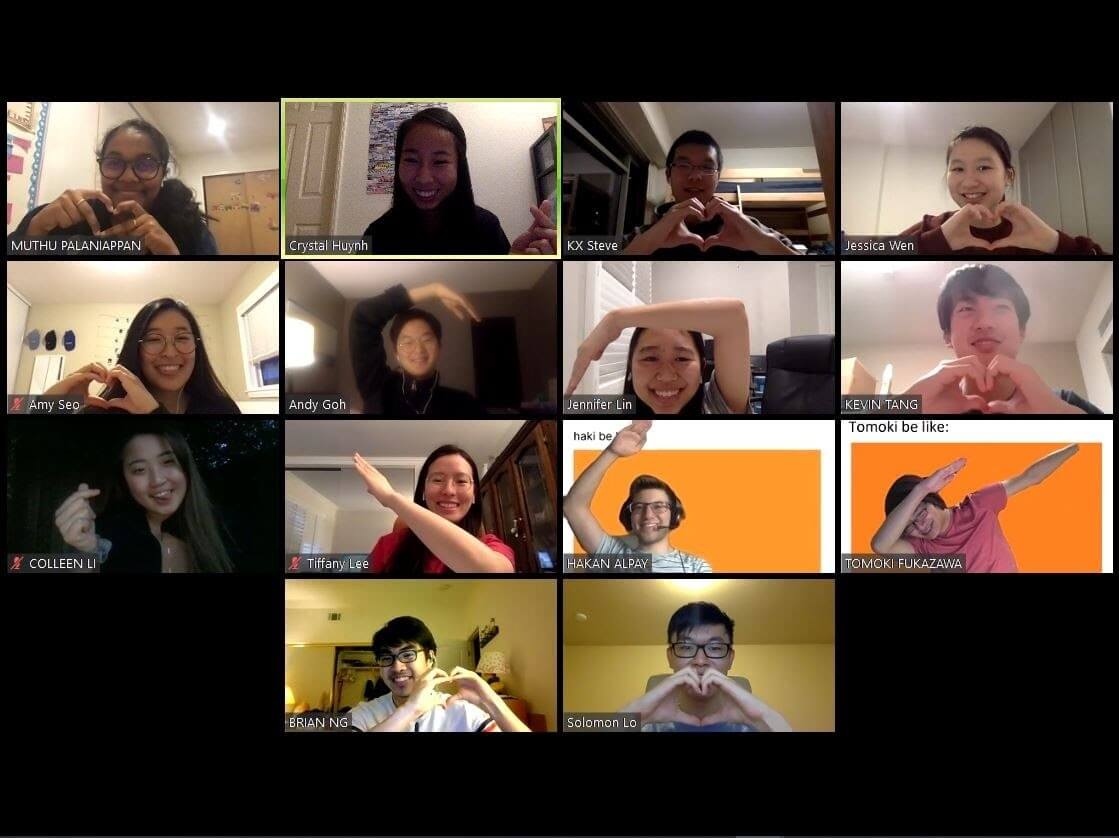 MUTHU PALANIAPPAN
Crystal Huynh
KX Steve
Jessica Wen
Amy Seo
Andy Goh
Jennifer Lin
KEVIN TANG
haki be
Tomoki be like:
COLLEEN LI
Tiffany Lee
HAKAN ALPAY
TOMOKI FUKAZAWA
BRIAN NG
Solomon Lo